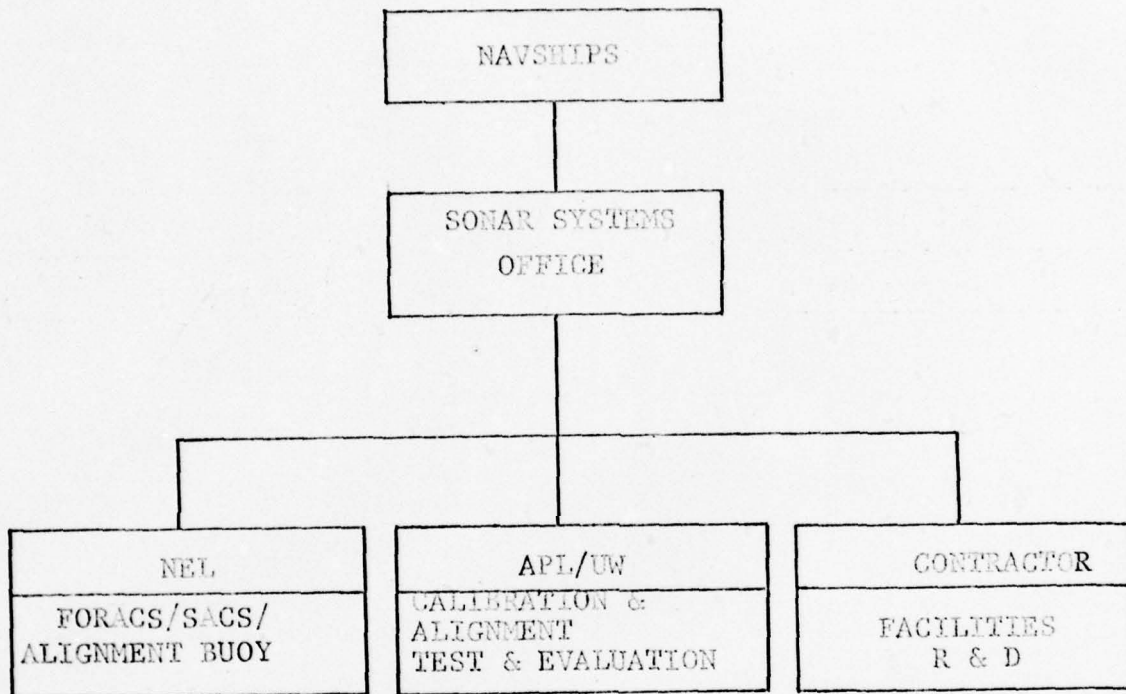 NAVSHIPS
SONAR SYSTEMS
OFFICE
NEL
FORACS/SACS/
ALIGNMENT BUOY
APL/UW
CALIBRATION &
ALIGNMENT
TEST & EVALUATION
CONTRACTOR
FACILITIES
R & D